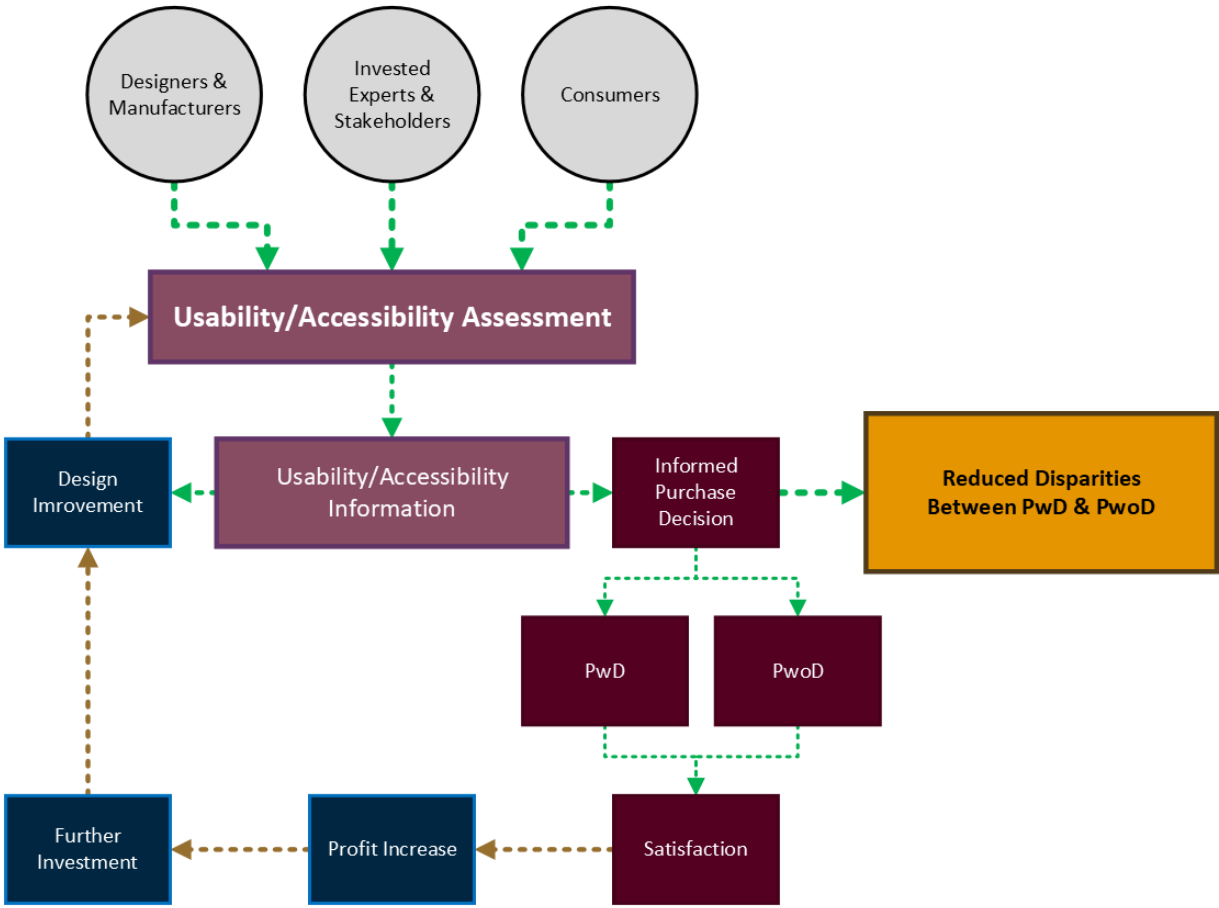 Designers &
Manufacturers
Invested
Experts &
Stakeholders
Consumers
Usability/Accessibility Assessment
Design
Imrovement
Usability/Accessibility
Information
Informed
Purchase
Decision
Reduced Disparities
Between PwD & PwoD
PwD
PwoD
Further
Investment
Profit Increase
Satisfaction